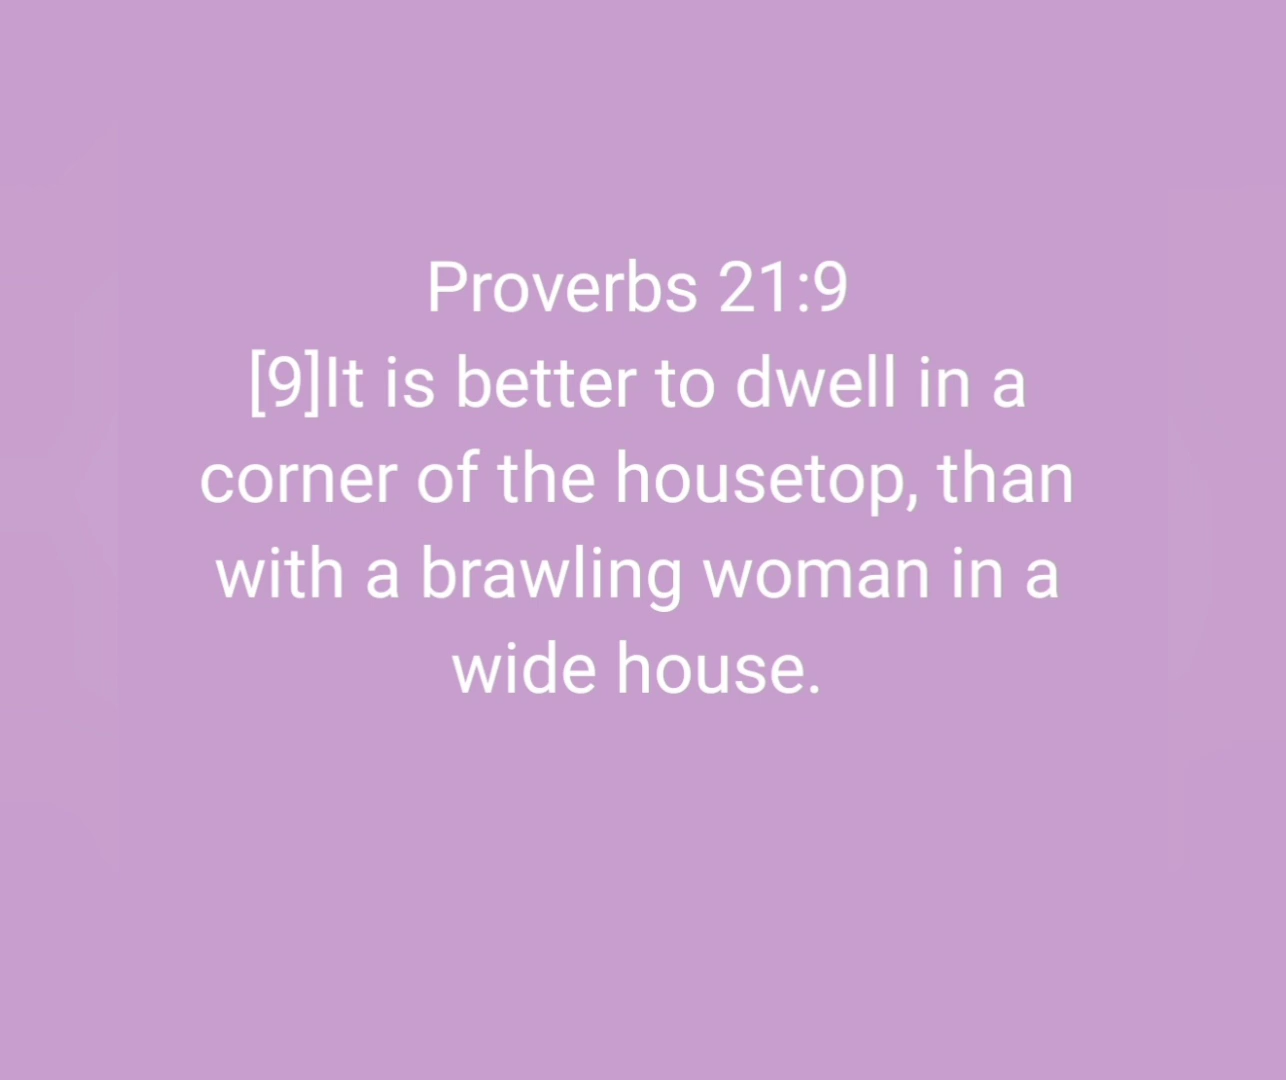 Proverbs 21:9
[9]It is better to dwell in a
corner of the housetop, than
with a brawling woman in a
wide house.